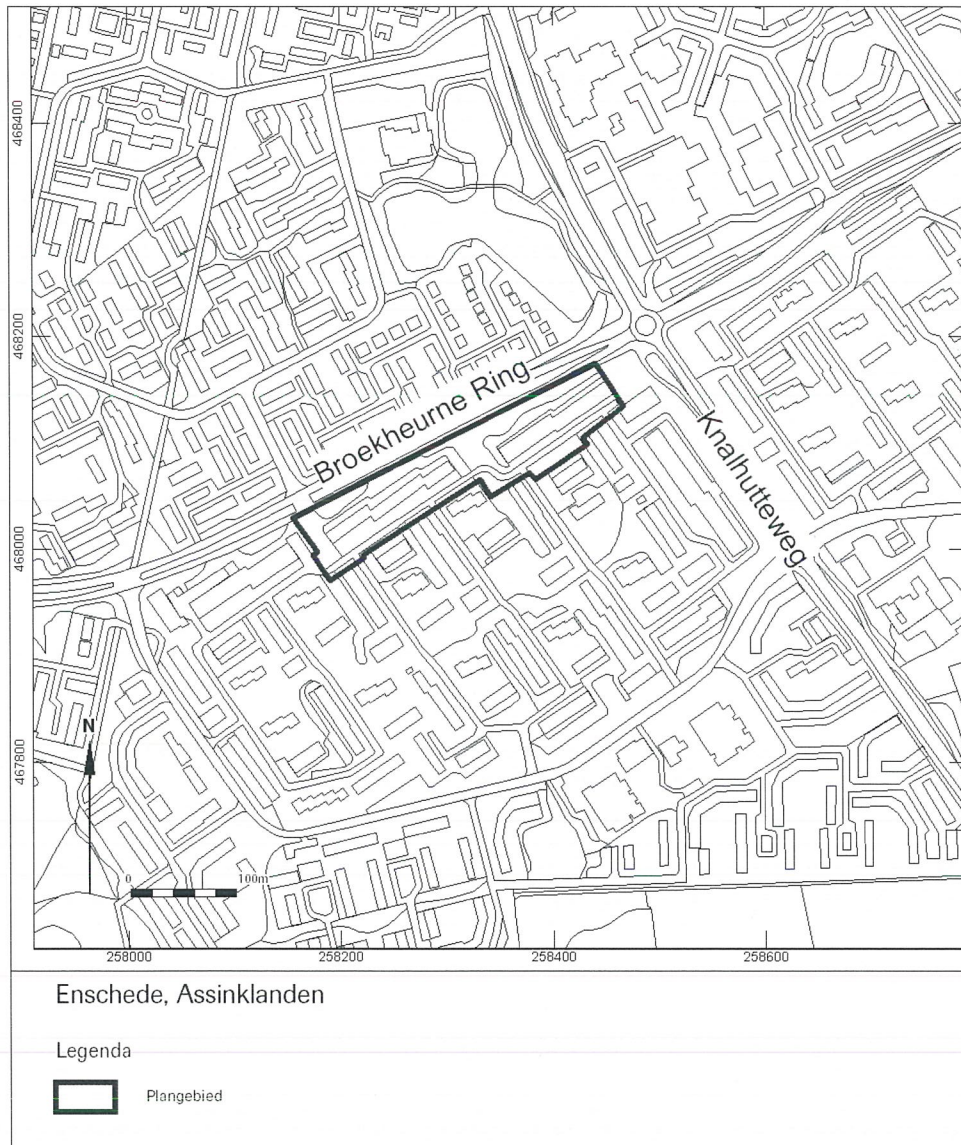 468400
468200
468000
467800
Broekheurne Ring
Knalhutteweg
N
0 100m
258000 258200 258400 258600
Enschede, Assinklanden
Legenda
Plangebied